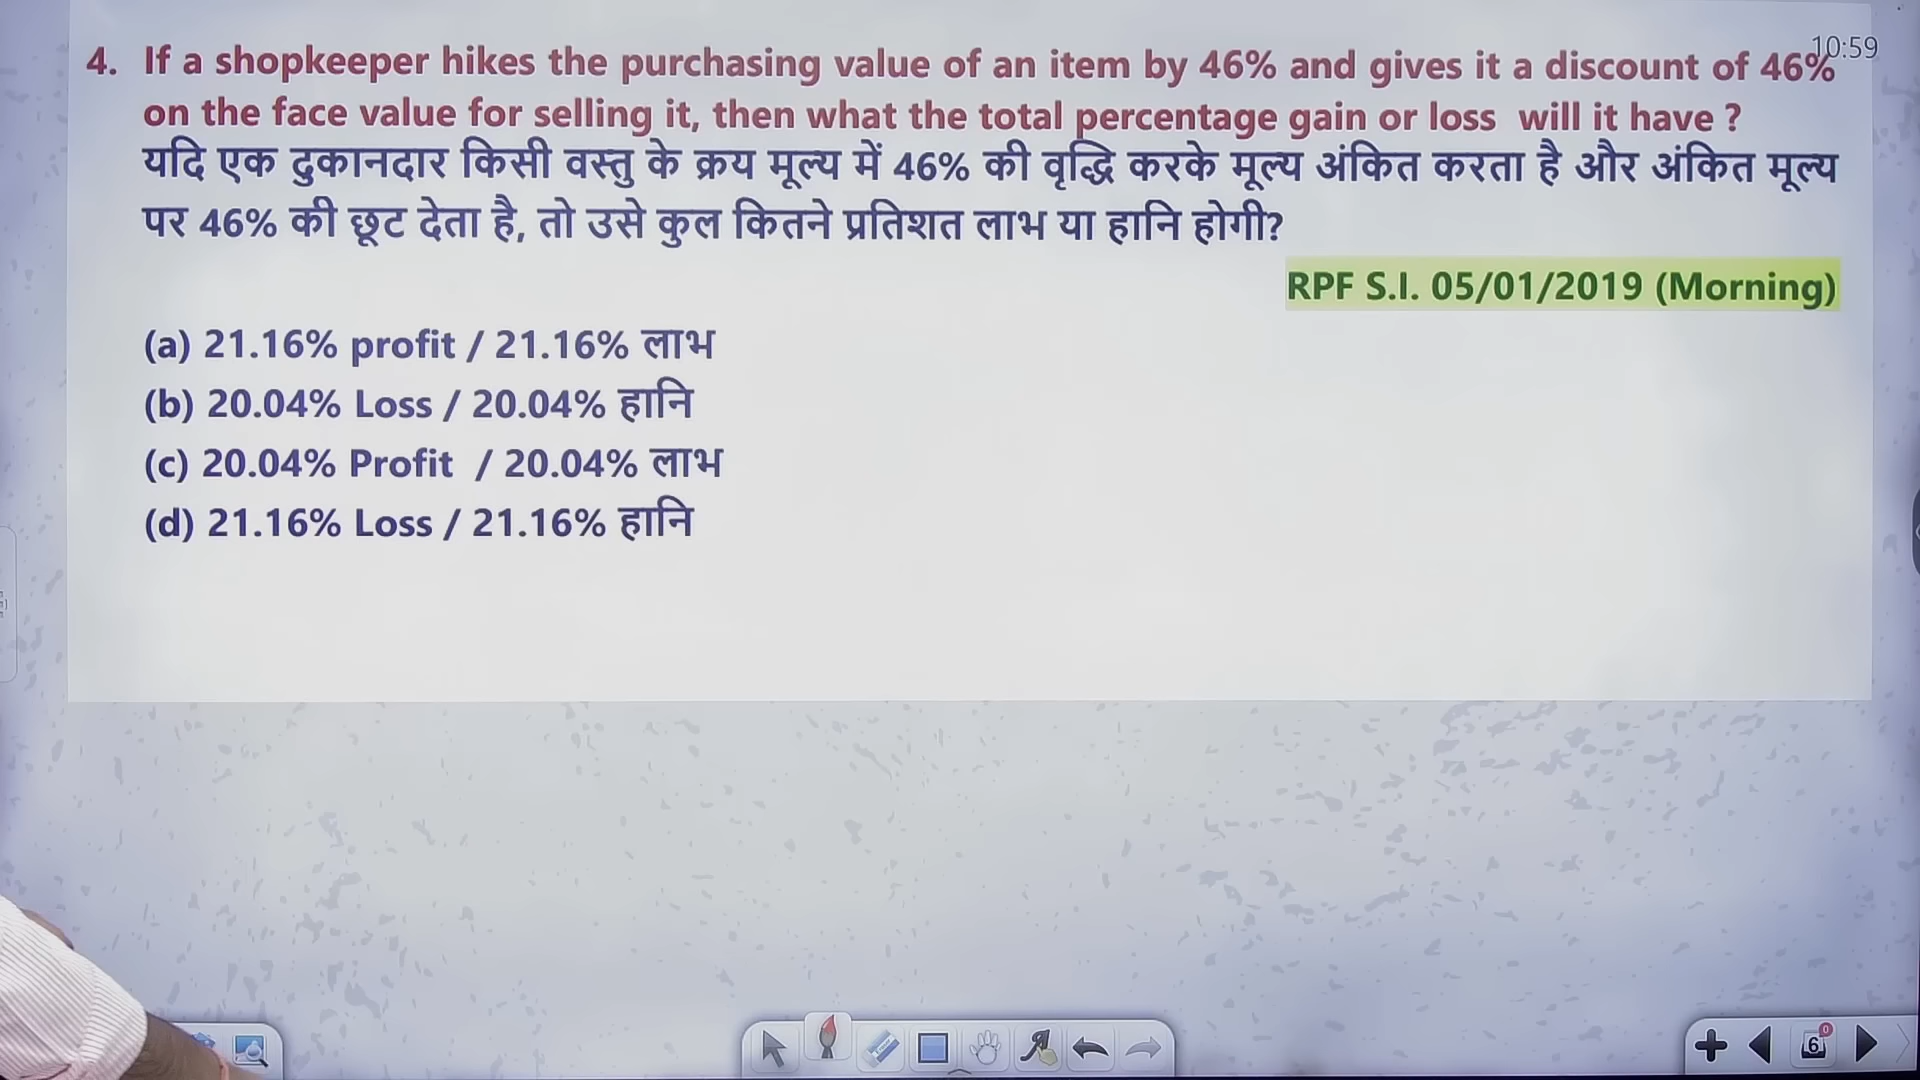 10:59
4. If a shopkeeper hikes the purchasing value of an item by 46% and gives it a discount of 46%
on the face value for selling it, then what the total percentage gain or loss will it have ?
यदि एक दुकानदार किसी वस्तु के क्रय मूल्य में 46% की वृद्धि करके मूल्य अंकित करता है और अंकित मूल्य
पर 46% की छूट देता है, तो उसे कुल कितने प्रतिशत लाभ या हानि होगी?
RPF S.I. 05/01/2019 (Morning)
(a) 21.16% profit / 21.16% लाभ
(b) 20.04% Loss / 20.04% हानि
(c) 20.04% Profit / 20.04% लाभ
(d) 21.16% Loss / 21.16% हानि
6
0